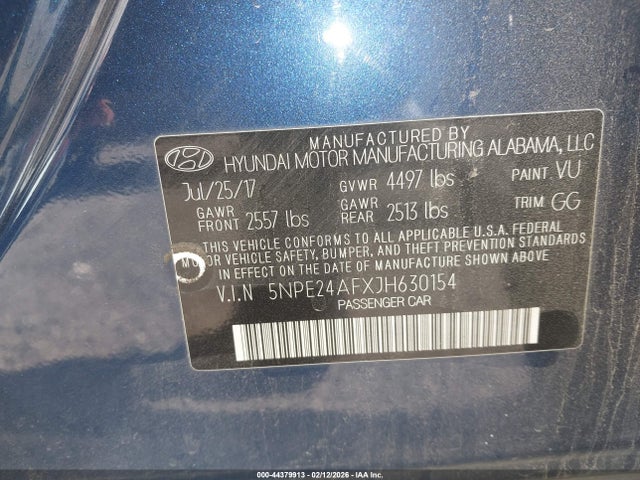 MANUFACTURED BY
HYUNDAI MOTOR MANUFACTURING ALABAMA, LLC
Jul/25/17 GVWR 4497 lbs PAINT VU
GAWR FRONT 2557 lbs GAWR REAR 2513 lbs TRIM GG
THIS VEHICLE CONFORMS TO ALL APPLICABLE U.S.A. FEDERAL
MOTOR VEHICLE SAFETY, BUMPER, AND THEFT PREVENTION STANDARDS
IN EFFECT ON THE DATE OF MANUFACTURE SHOWN ABOVE.
V.I.N 5NPE24AFXJH630154
PASSENGER CAR
000-44379913 - 02/12/2026 - IAA Inc.